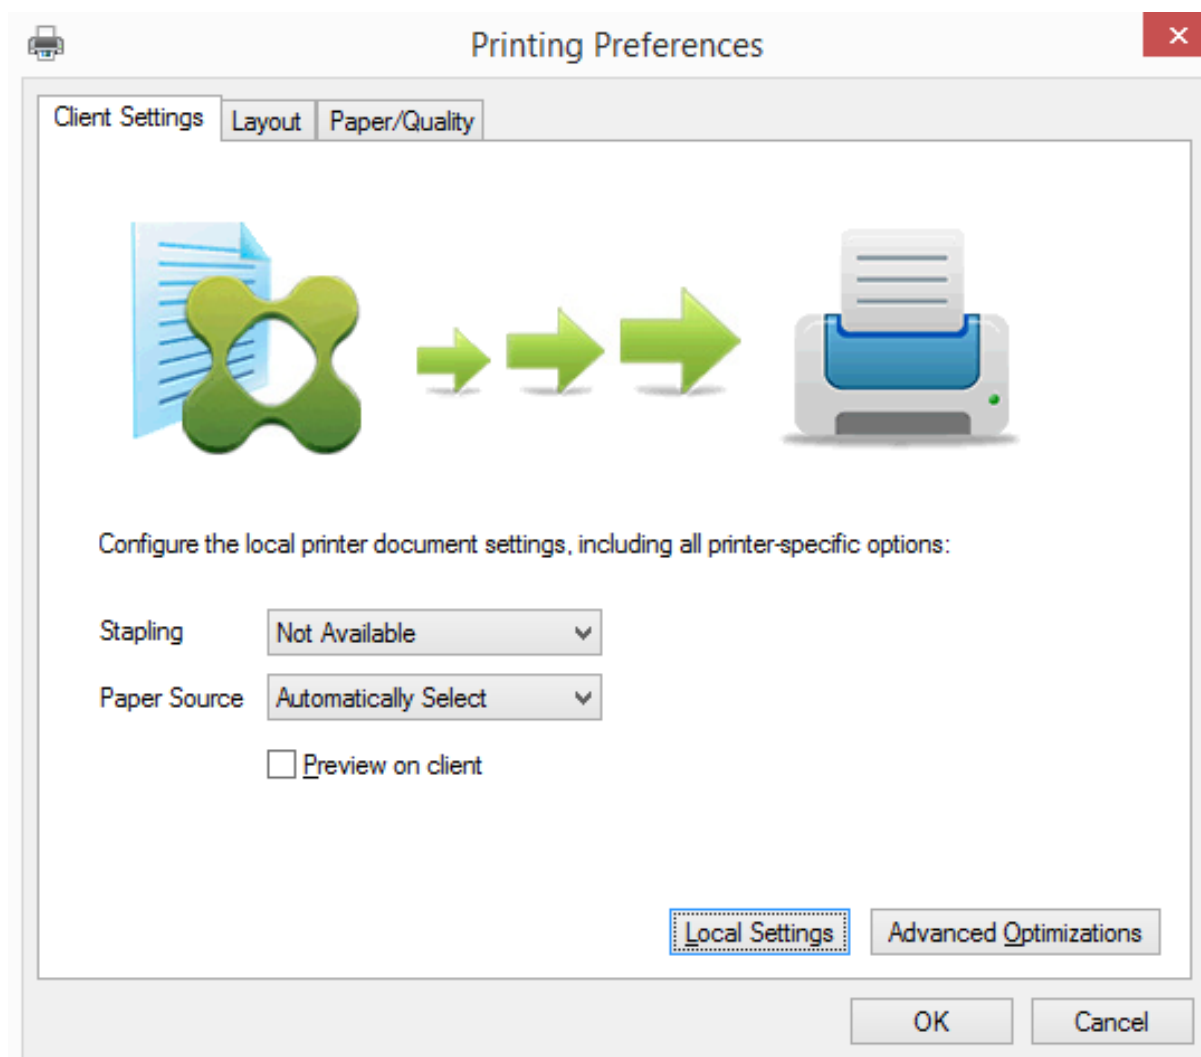 Printing Preferences
Client Settings
Layout
Paper/Quality
Configure the local printer document settings, including all printer-specific options:
Stapling
Not Available
Paper Source
Automatically Select
Preview on client
Local Settings
Advanced Optimizations
OK
Cancel